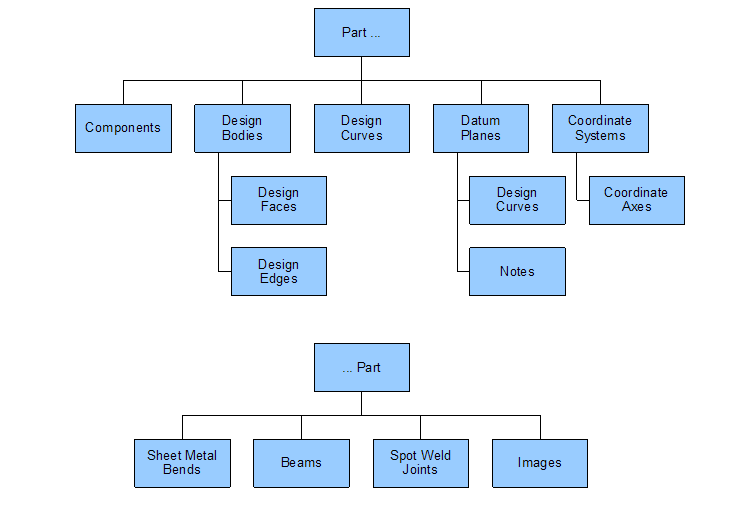 Part ...
Components
Design
Bodies
Design
Curves
Datum
Planes
Coordinate
Systems
Design
Faces
Design
Curves
Coordinate
Axes
Design
Edges
Notes
... Part
Sheet Metal
Bends
Beams
Spot Weld
Joints
Images